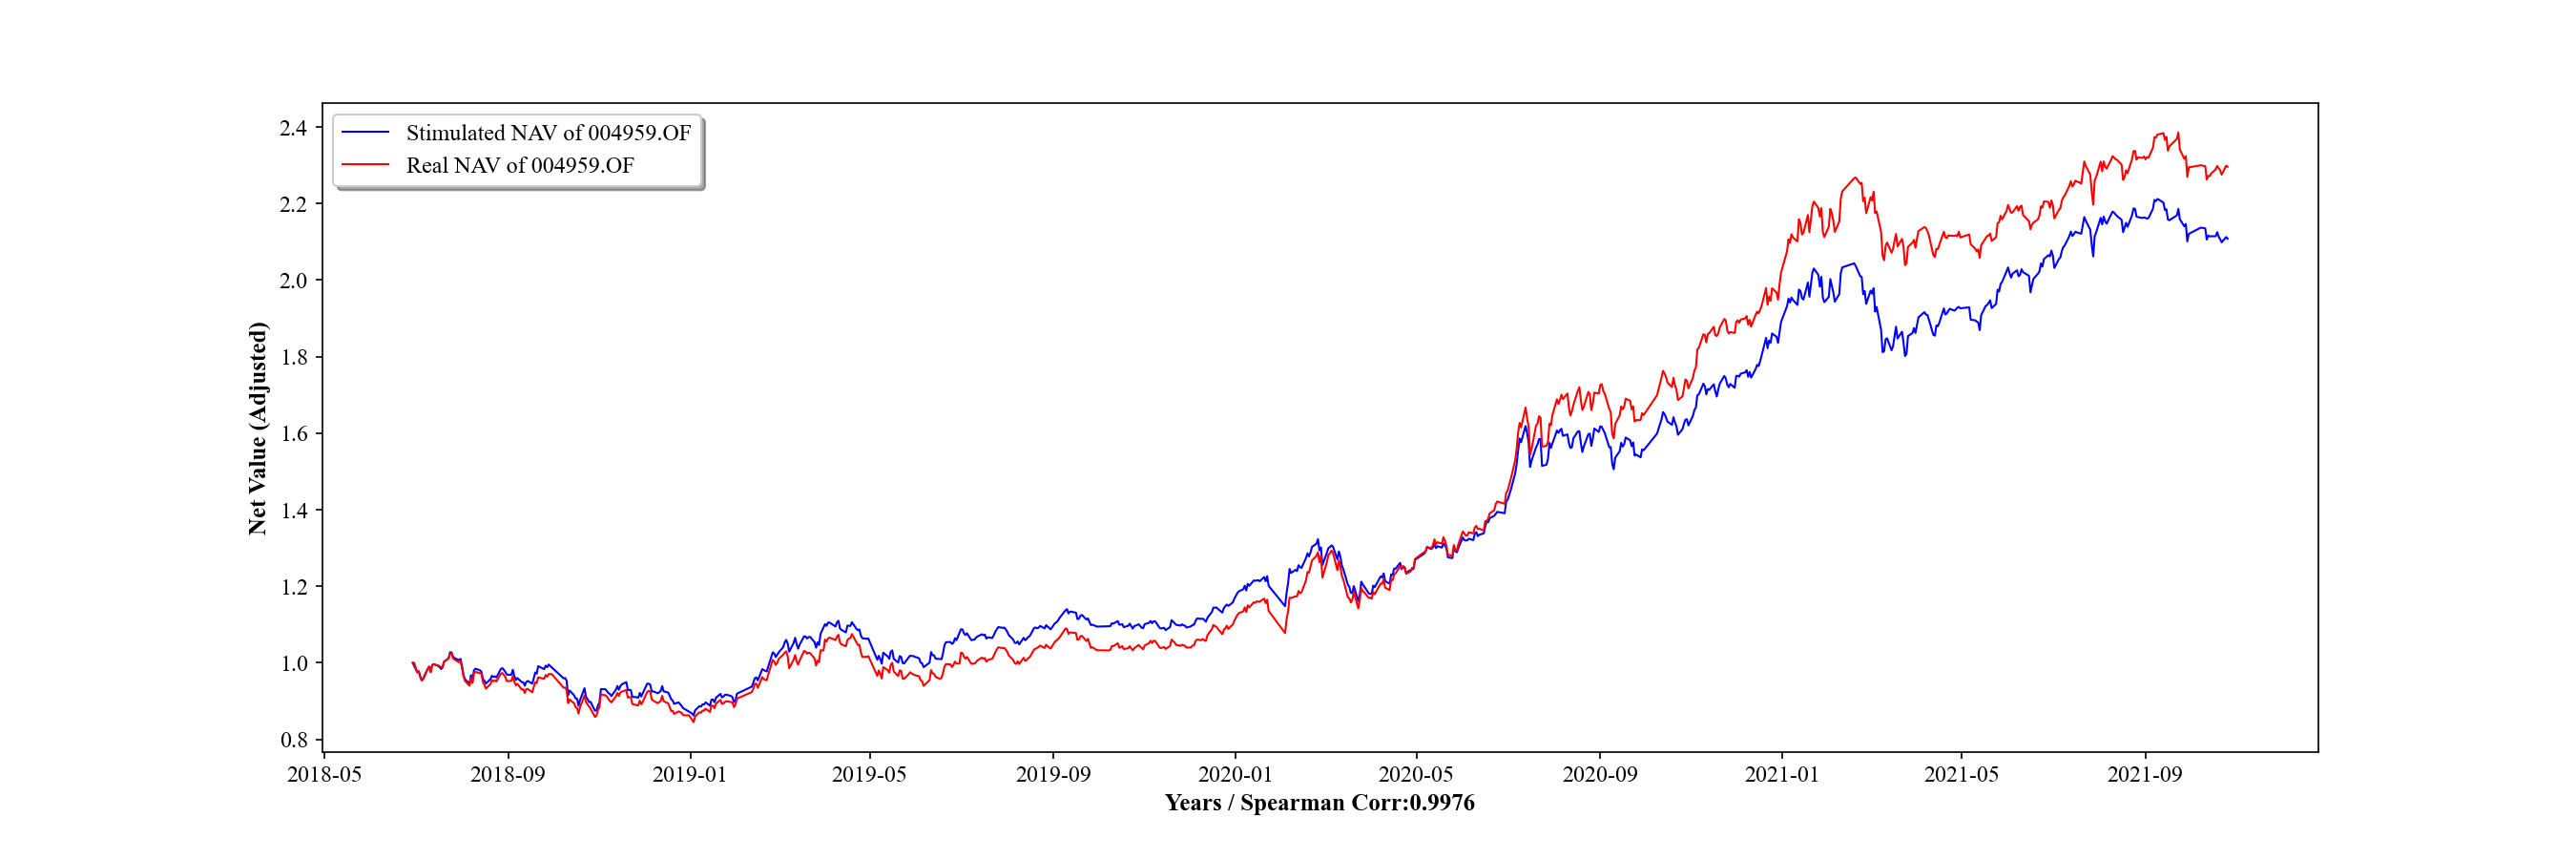 Stimulated NAV of 004959.OF
Real NAV of 004959.OF
Net Value (Adjusted)
2.4
2.2
2.0
1.8
1.6
1.4
1.2
1.0
0.8
2018-05 2018-09 2019-01 2019-05 2019-09 2020-01 2020-05 2020-09 2021-01 2021-05 2021-09
Years / Spearman Corr:0.9976